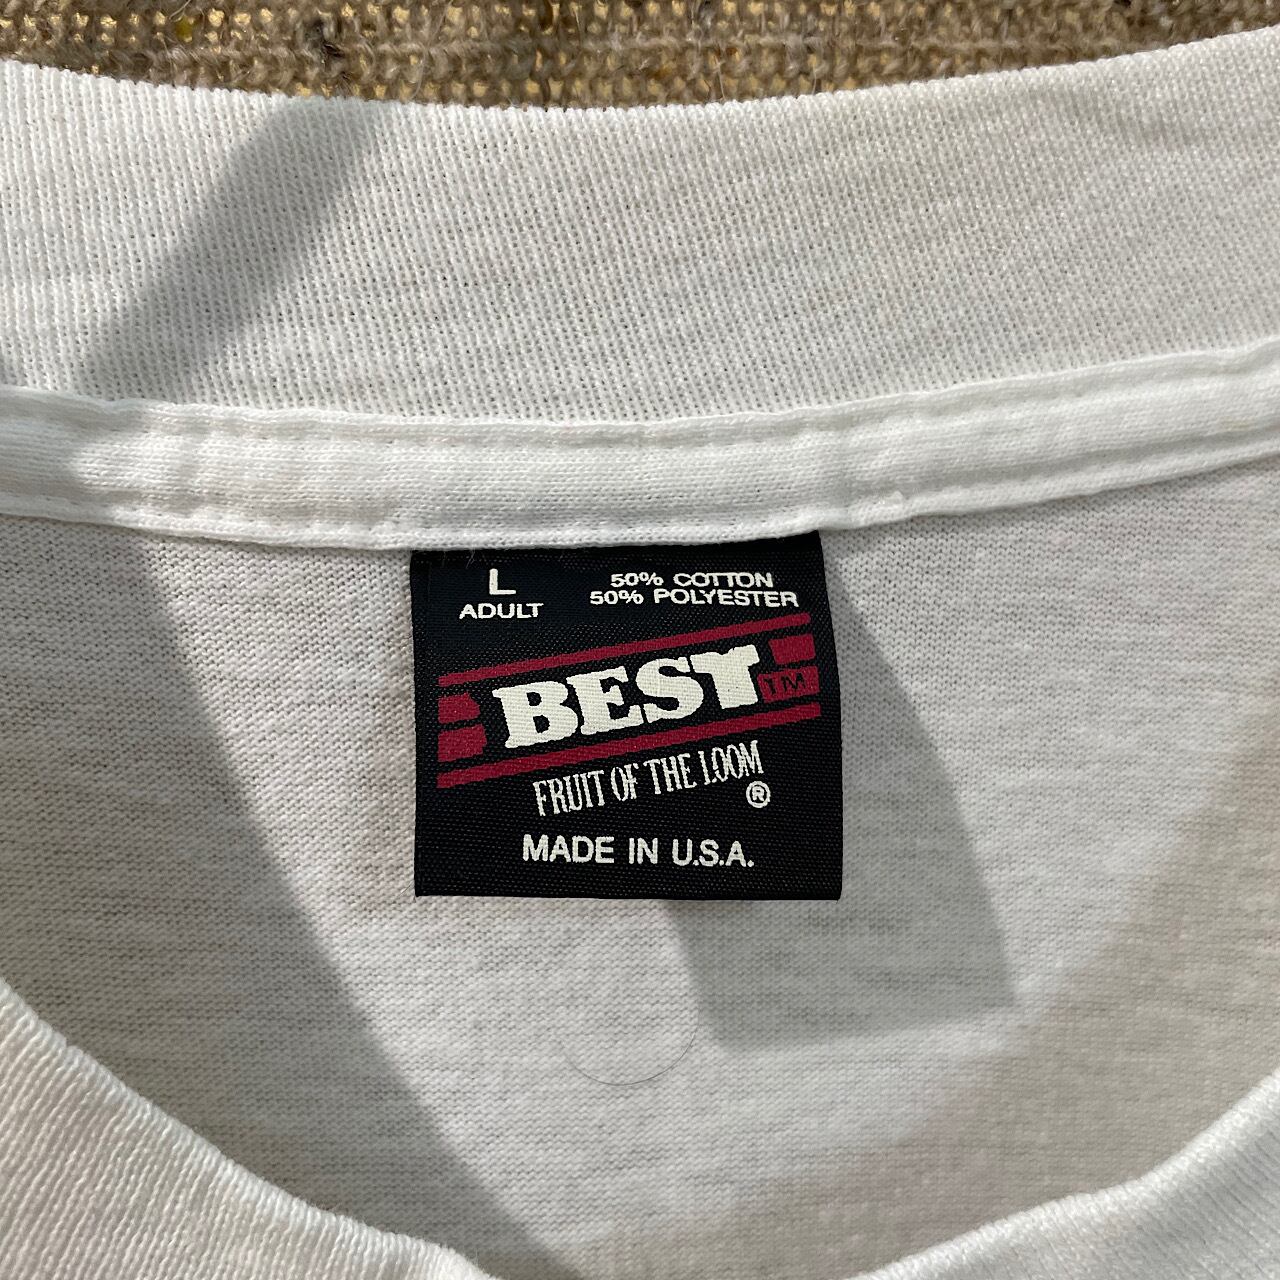 L
ADULT
50% COTTON
50% POLYESTER
BEST TM
FRUIT OF THE LOOM
®
MADE IN U.S.A.